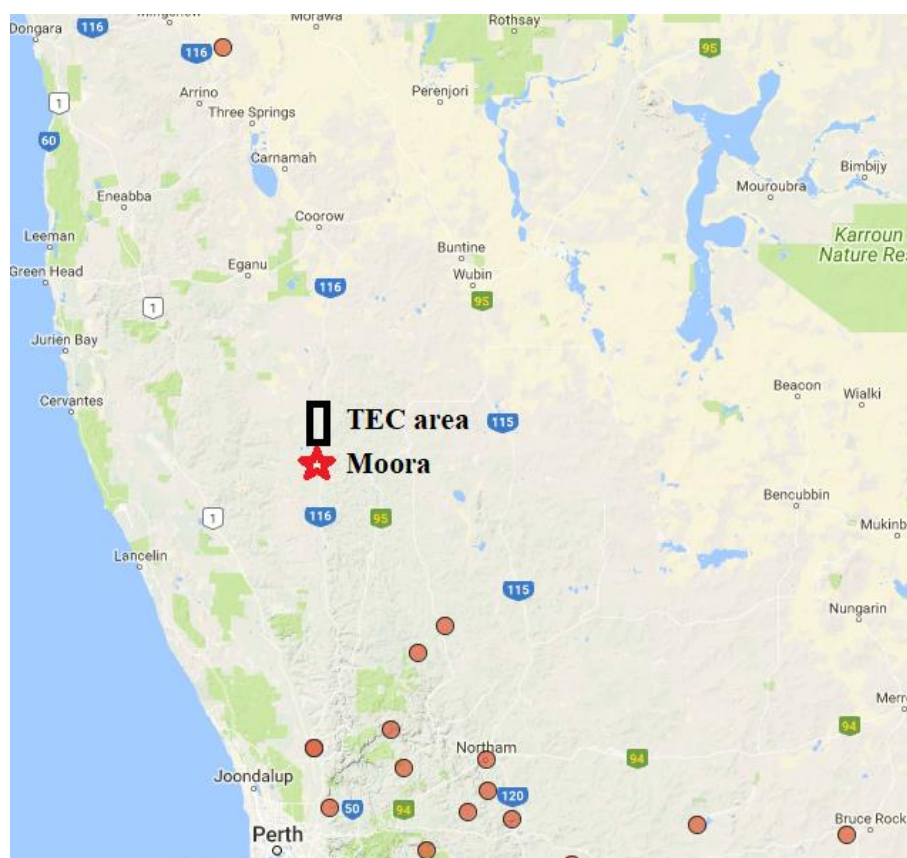 Mingenew
Morawa
Rothsay
Dongara
116
116
95
Arrino
Perenjori
1
Three Springs
60
Carnamah
Bimbijy
Mouroubra
Eneabba
Coorow
Leeman
Buntine
Karroun
Nature Res
Green Head
Eganu
Wubin
116
95
1
Jurien Bay
Beacon
Wialki
Cervantes
TEC area
115
Moora
Bencubbin
116
95
1
Mukinb
Lancelin
115
Nungarin
Merre
94
Northam
94
Joondalup
120
50
94
Bruce Rock
Perth